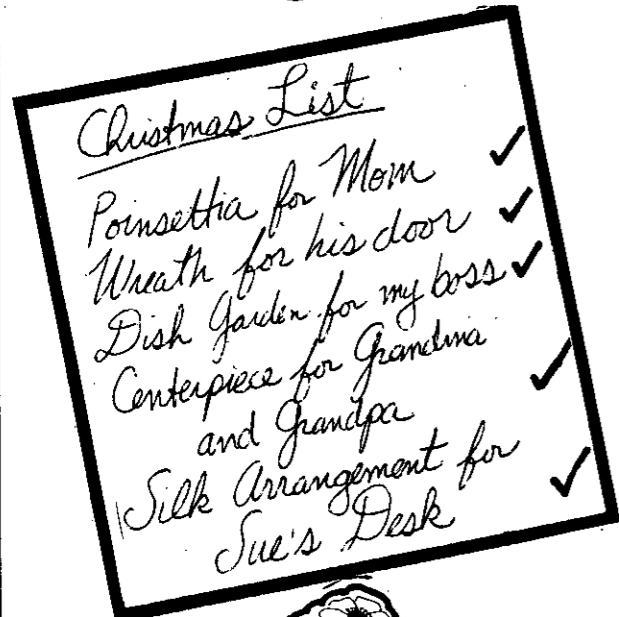 Christmas List
Poinsettia for Mom ✓
Wreath for his door ✓
Dish Garden for my boss ✓
Centerpiece for Grandma
and Grandpa ✓
Silk Arrangement for
Sue's Desk ✓